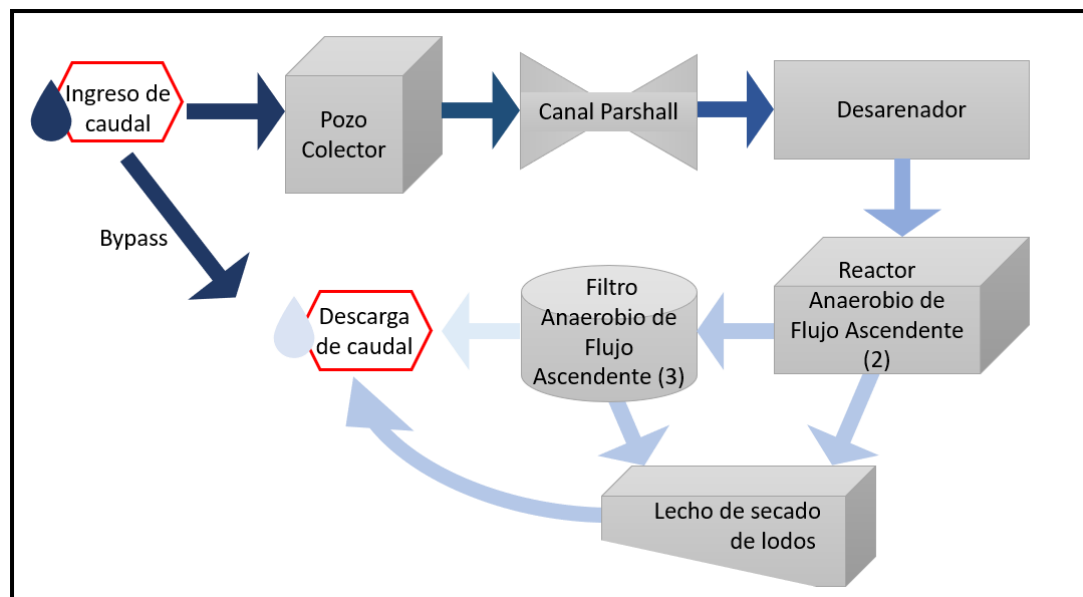 Ingreso de
caudal
Pozo
Colector
Canal Parshall
Desarenador
Bypass
Reactor
Anaerobio de
Flujo Ascendente
(2)
Filtro
Anaerobio de
Flujo
Ascendente (3)
Descarga
de caudal
Lecho de secado
de lodos